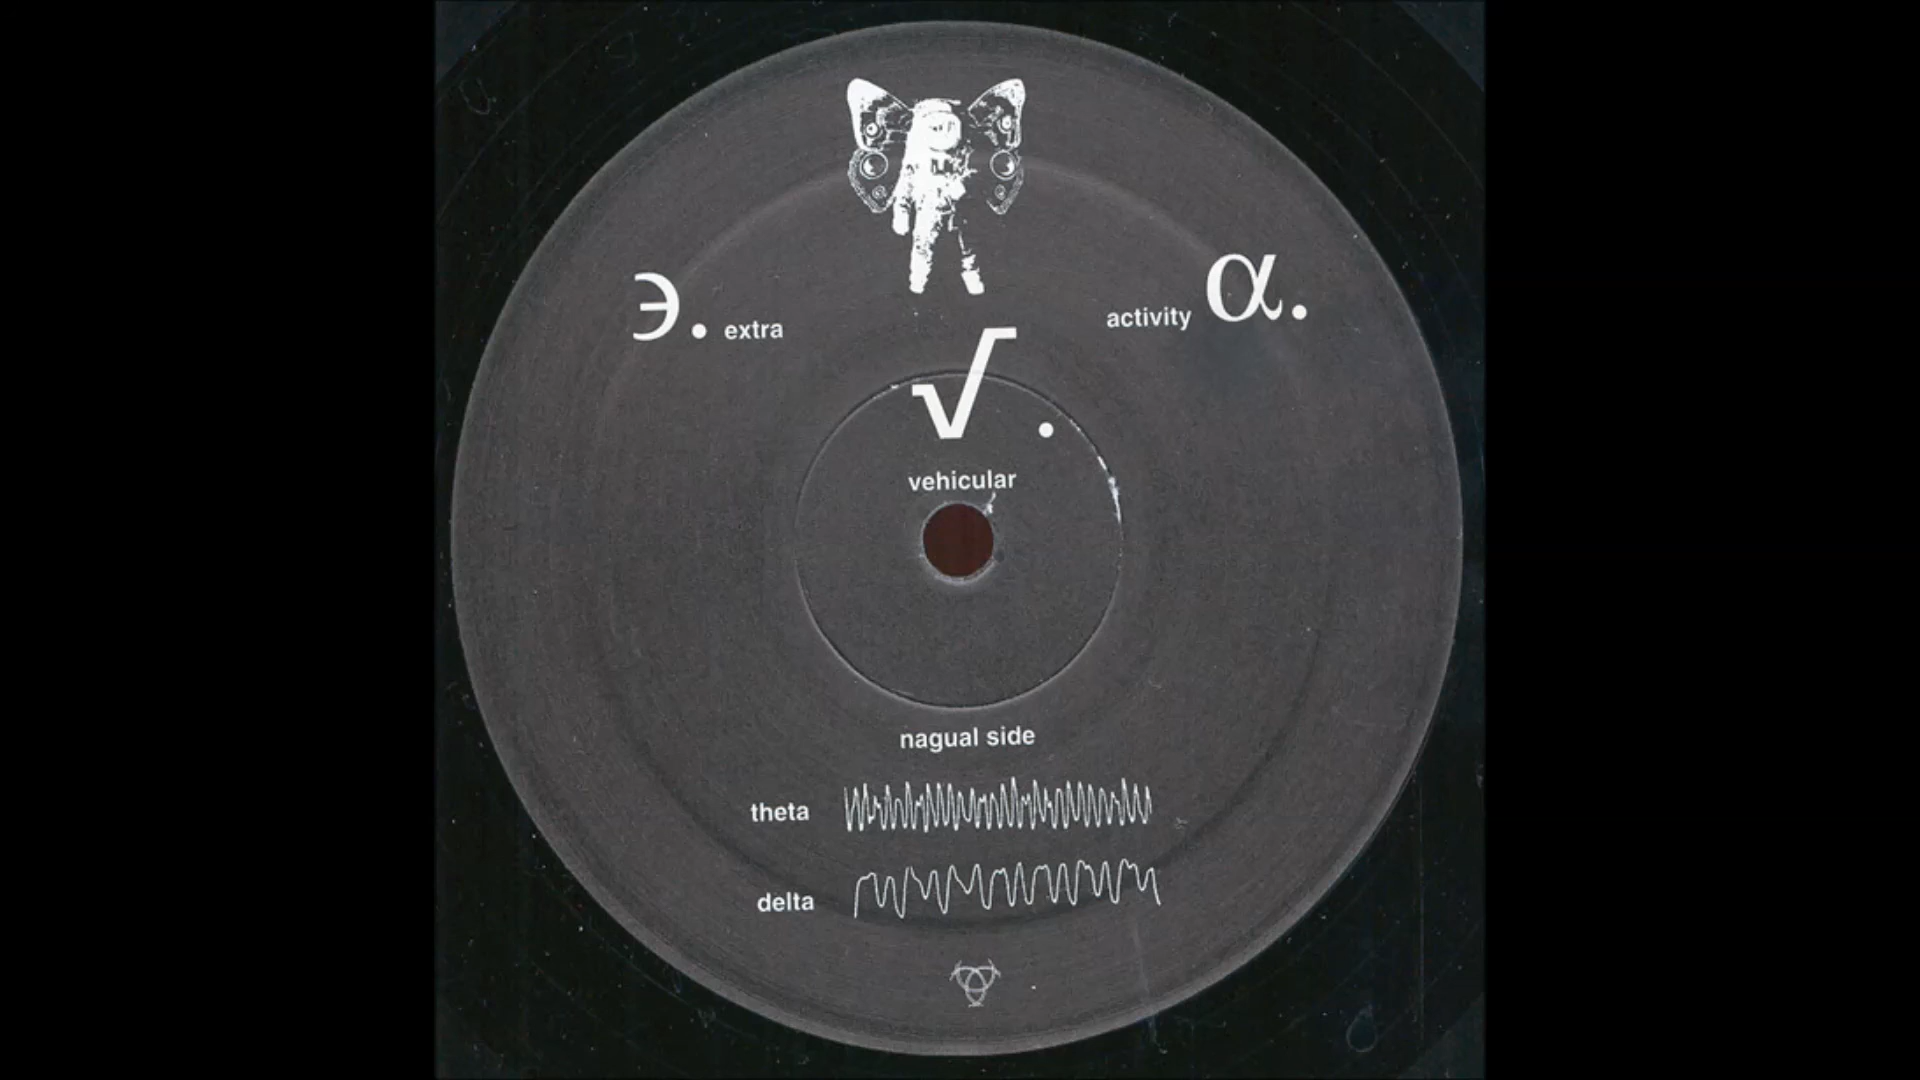 э. extra
activity α.
√.
vehicular
nagual side
theta
delta